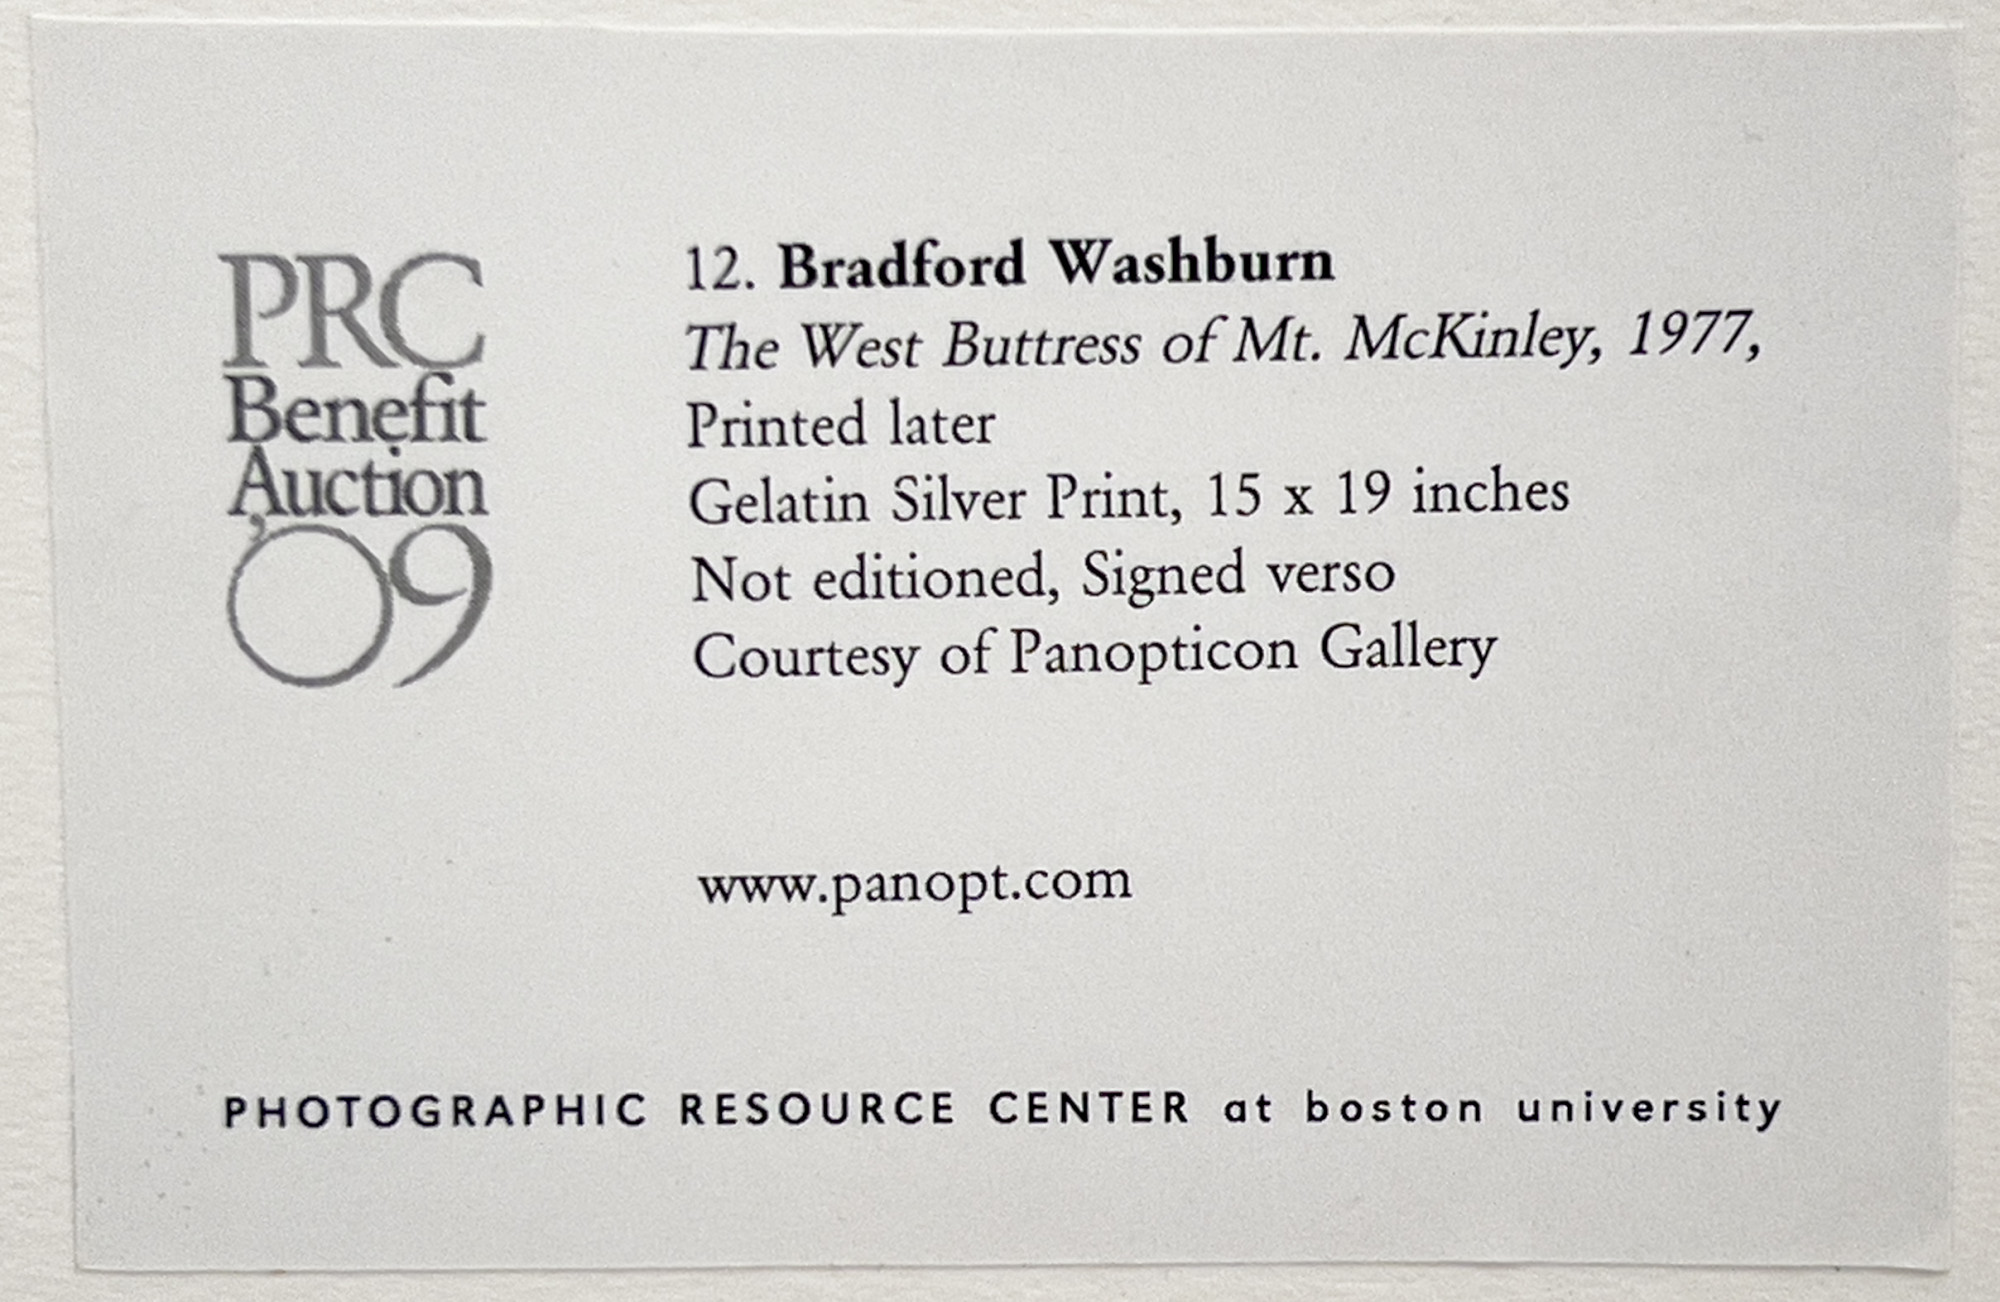 PRC
Benefit
Auction
’09
12. Bradford Washburn
The West Buttress of Mt. McKinley, 1977,
Printed later
Gelatin Silver Print, 15 x 19 inches
Not editioned, Signed verso
Courtesy of Panopticon Gallery
www.panopt.com
PHOTOGRAPHIC RESOURCE CENTER at boston university